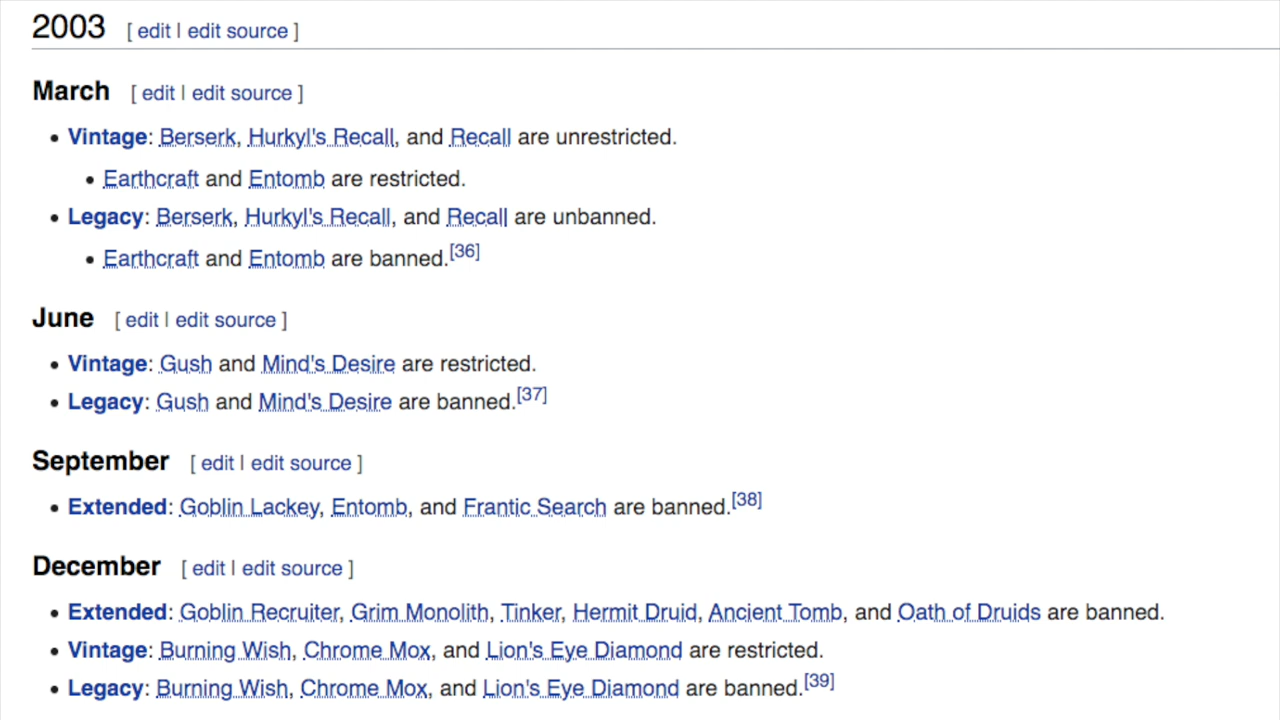 2003 [ edit | edit source ]
March [ edit | edit source ]
• Vintage: Berserk, Hurkyl's Recall, and Recall are unrestricted.
• Earthcraft and Entomb are restricted.
• Legacy: Berserk, Hurkyl's Recall, and Recall are unbanned.
• Earthcraft and Entomb are banned.[36]
June [ edit | edit source ]
• Vintage: Gush and Mind's Desire are restricted.
• Legacy: Gush and Mind's Desire are banned.[37]
September [ edit | edit source ]
• Extended: Goblin Lackey, Entomb, and Frantic Search are banned.[38]
December [ edit | edit source ]
• Extended: Goblin Recruiter, Grim Monolith, Tinker, Hermit Druid, Ancient Tomb, and Oath of Druids are banned.
• Vintage: Burning Wish, Chrome Mox, and Lion's Eye Diamond are restricted.
• Legacy: Burning Wish, Chrome Mox, and Lion's Eye Diamond are banned.[39]